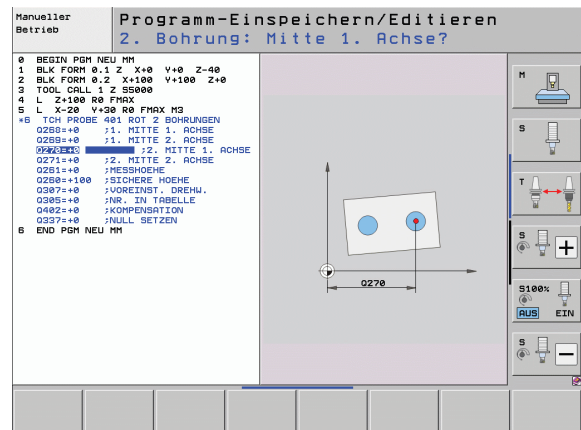 Manueller
Betrieb
Programm-Einspeichern/Editieren
2. Bohrung: Mitte 1. Achse?
0 BEGIN PGM NEU MM
1 BLK FORM 0.1 Z X+0 Y+0 Z-40
2 BLK FORM 0.2 X+100 Y+100 Z+0
3 TOOL CALL 1 Z S5000
4 L Z+100 R0 FMAX
5 L X-20 Y+30 R0 FMAX M3
*6 TCH PROBE 401 ROT 2 BOHRUNGEN
Q268=+0 ;1. MITTE 1. ACHSE
Q269=+0 ;1. MITTE 2. ACHSE
Q270=+0 ;2. MITTE 1. ACHSE
Q271=+0 ;2. MITTE 2. ACHSE
Q261=+0 ;MESSHOEHE
Q260=+100 ;SICHERE HOEHE
Q307=+0 ;VOREINST. DREHW.
Q305=+0 ;NR. IN TABELLE
Q402=+0 ;KOMPENSATION
Q337=+0 ;NULL SETZEN
6 END PGM NEU MM
Q270
M
S
T
S
S100%
AUS EIN
S